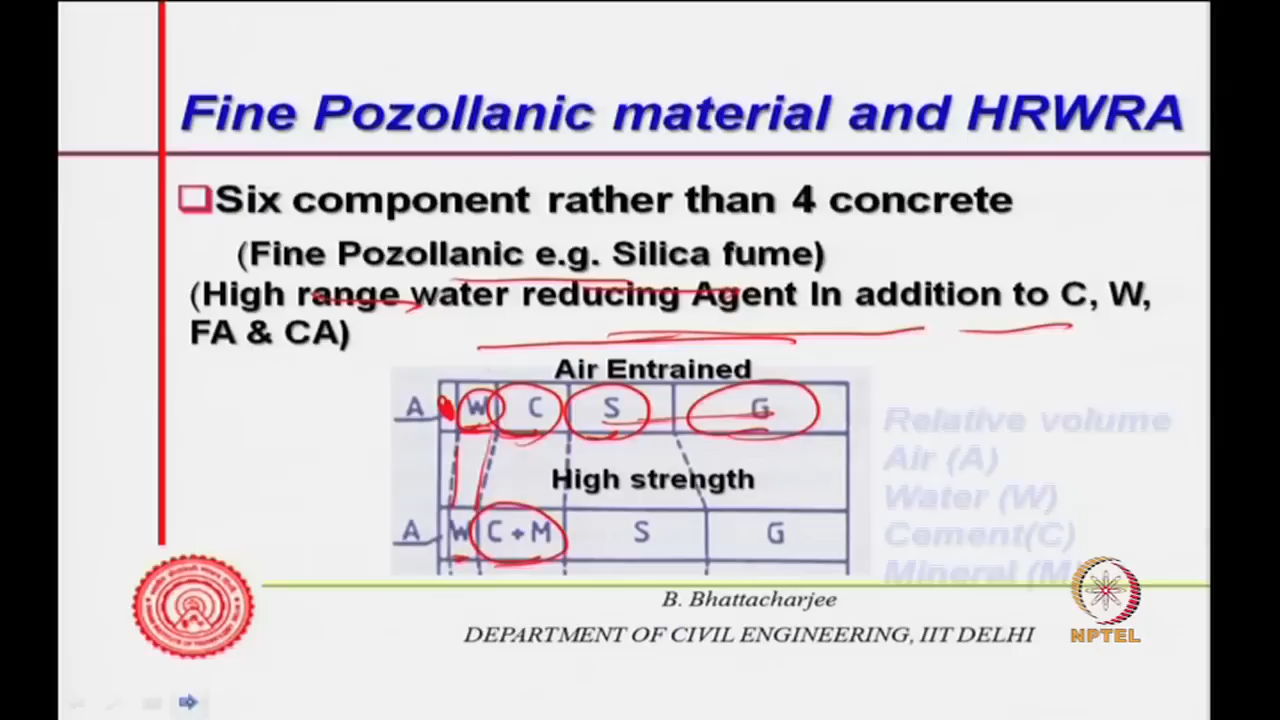 Fine Pozollanic material and HRWRA
Six component rather than 4 concrete
(Fine Pozollanic e.g. Silica fume)
(High range water reducing Agent In addition to C, W,
FA & CA)
Air Entrained
A W C S G
High strength
A W C + M S G
Relative volume
Air (A)
Water (W)
Cement(C)
Mineral (M)
B. Bhattacharjee
DEPARTMENT OF CIVIL ENGINEERING, IIT DELHI
NPTEL